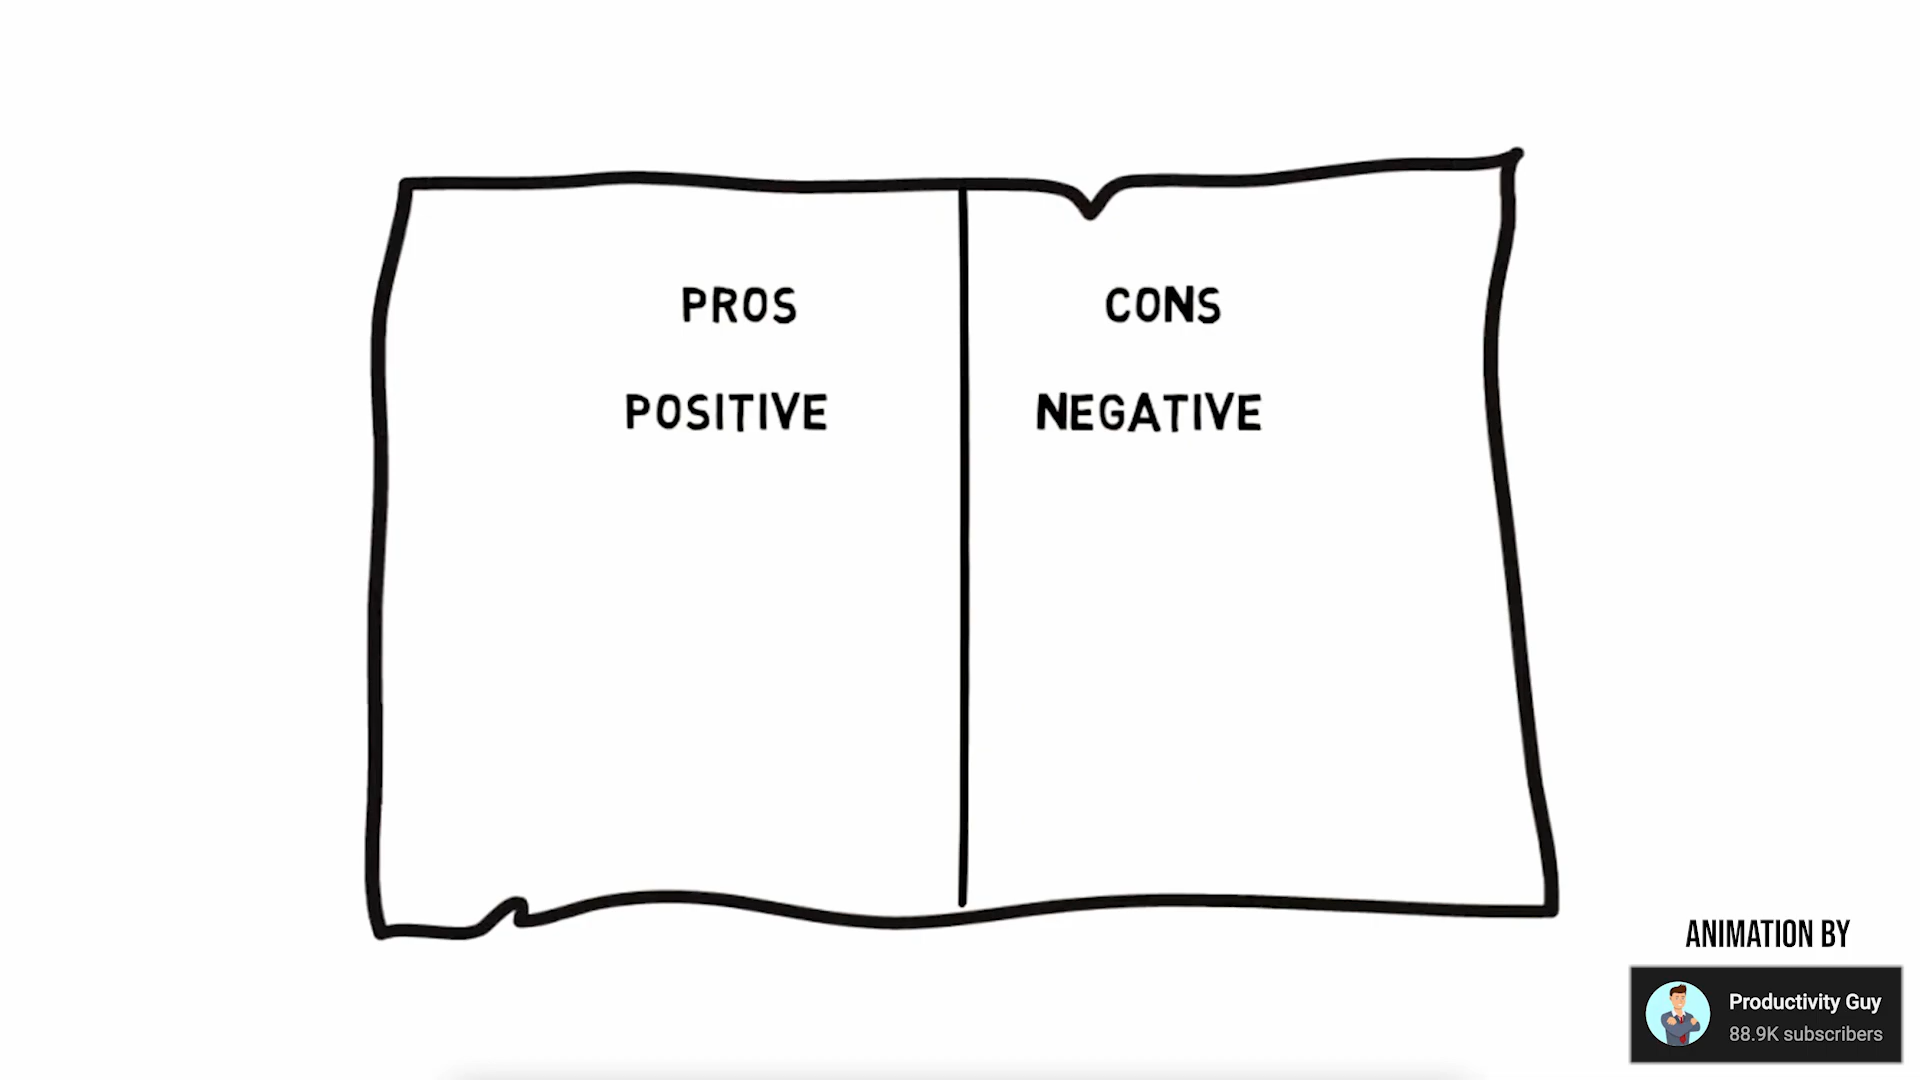 PROS
CONS
POSITIVE
NEGATIVE
ANIMATION BY
Productivity Guy
88.9K subscribers